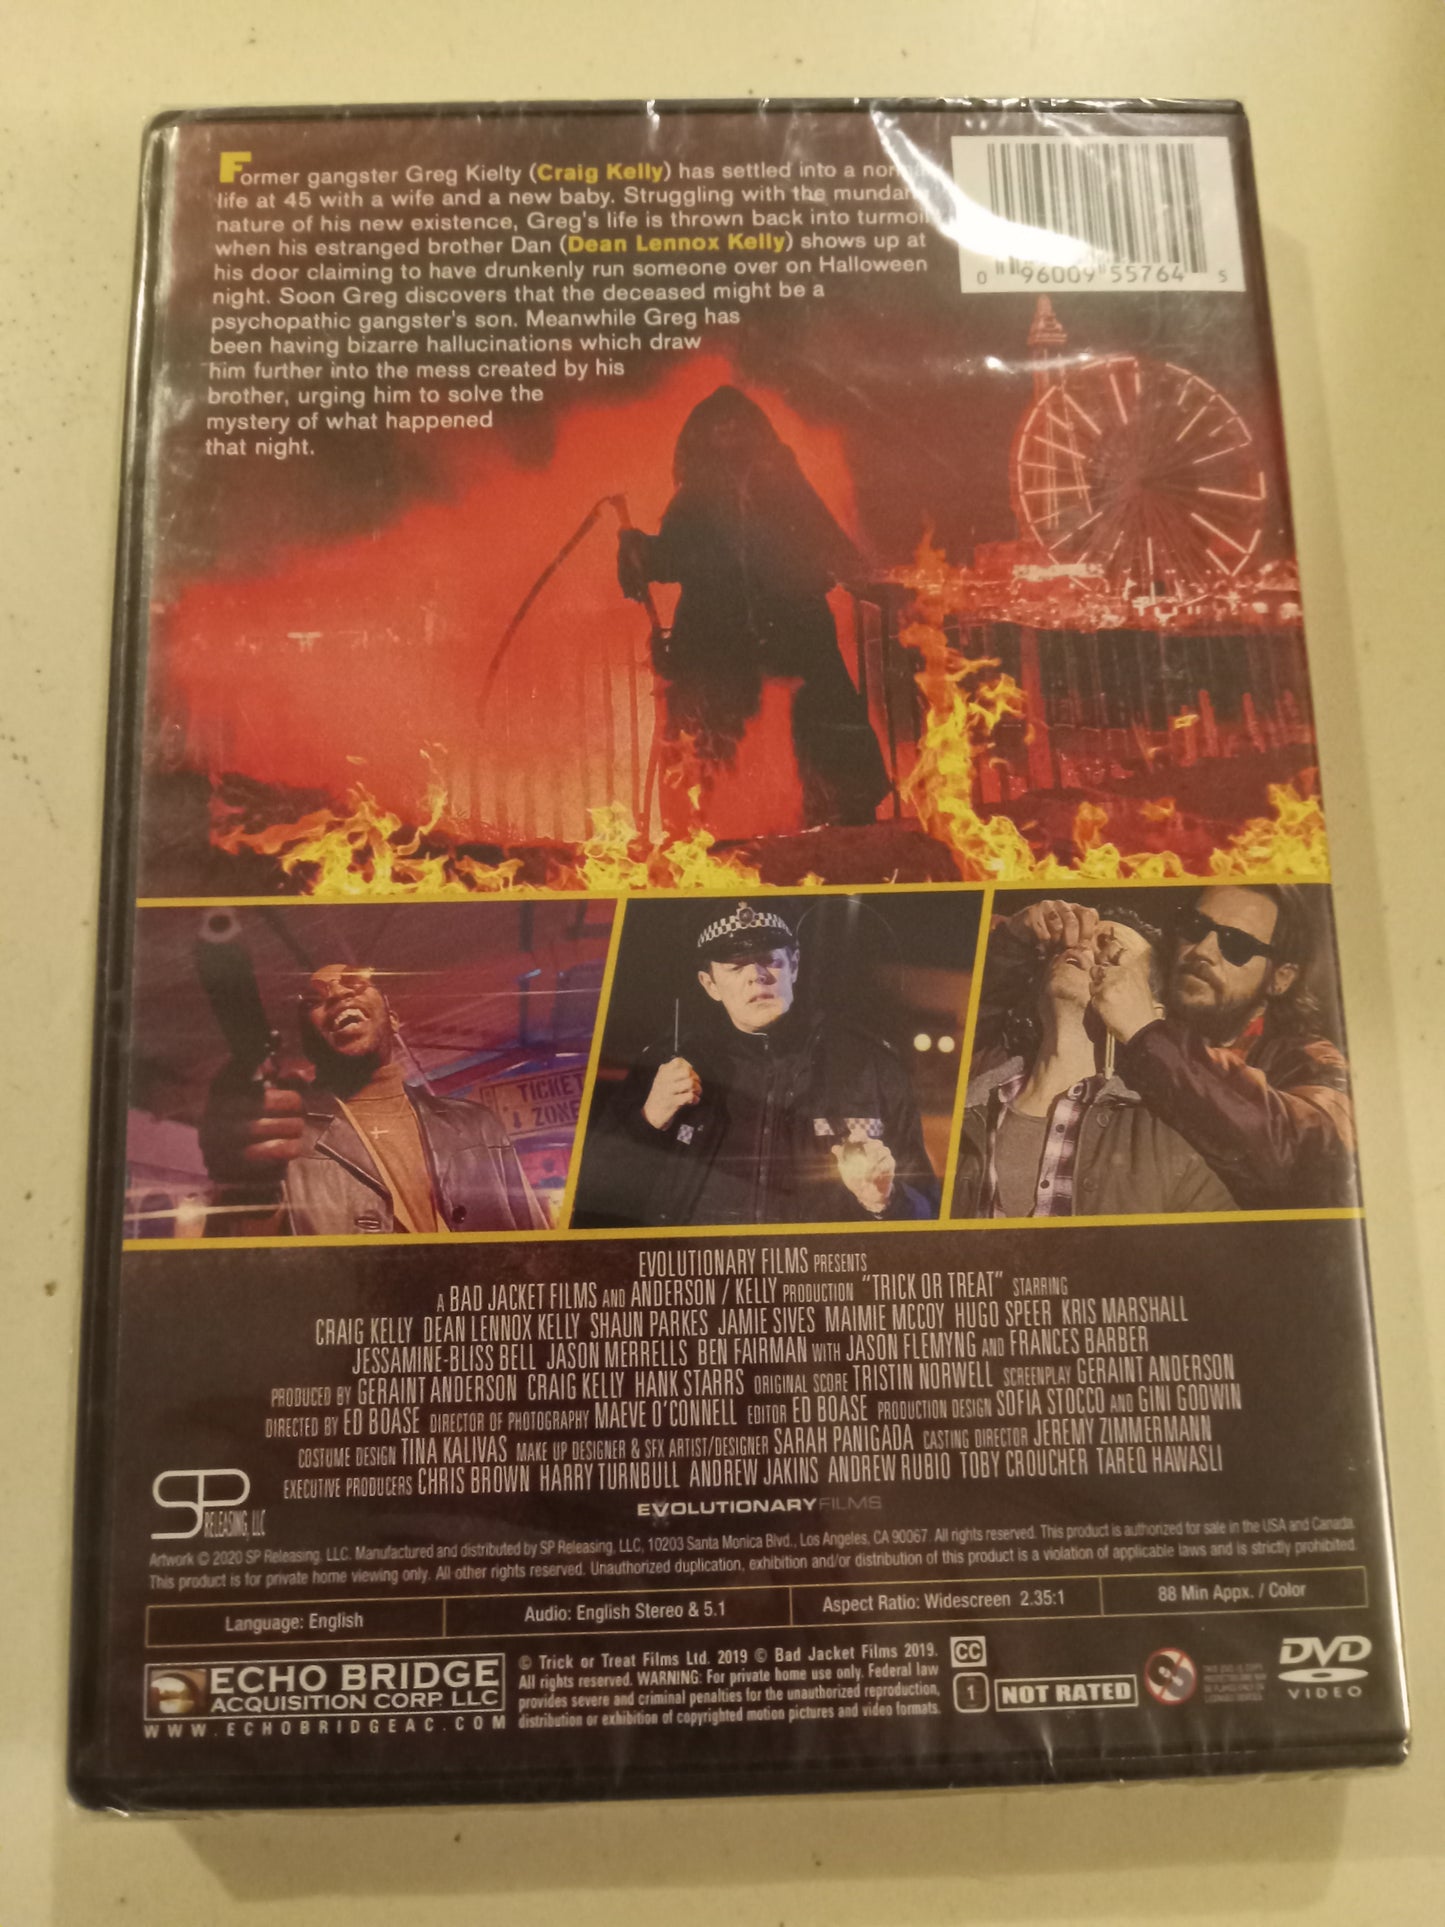 Former gangster Greg Kielty (Craig Kelly) has settled into a
life at 45 with a wife and a new baby. Struggling with the
nature of his new existence, Greg's life is thrown back into turmoil
when his estranged brother Dan (Dean Lennox Kelly) shows up at
his door claiming to have drunkenly run someone over on Halloween
night. Soon Greg discovers that the deceased might be a
psychopathic gangster's son. Meanwhile Greg has
been having bizarre hallucinations which draw
him further into the mess created by his
brother, urging him to solve the
mystery of what happened
that night.
0 96009 55764 5
TICKET
ZONE
EVOLUTIONARY FILMS PRESENTS
A BAD JACKET FILMS AND ANDERSON / KELLY PRODUCTION "TRICK OR TREAT" STARRING
CRAIG KELLY DEAN LENNOX KELLY SHAUN PARKES JAMIE SIVES MAIMIE MCCOY HUGO SPEER KRIS MARSHALL
JESSAMINE-BLISS BELL JASON MERRELLS BEN FAIRMAN WITH JASON FLEMYNG AND FRANCES BARBER
PRODUCED BY GERAINT ANDERSON CRAIG KELLY HANK STARRS ORIGINAL SCORE TRISTIN NORWELL SCREENPLAY GERAINT ANDERSON
DIRECTED BY ED BOASE DIRECTOR OF PHOTOGRAPHY MAEVE O'CONNELL EDITOR ED BOASE PRODUCTION DESIGN SOFIA STOCCO AND GINI GODWIN
COSTUME DESIGN TINA KALIVAS MAKE UP DESIGNER & SFX ARTIST/DESIGNER SARAH PANIGADA CASTING DIRECTOR JEREMY ZIMMERMANN
EXECUTIVE PRODUCERS CHRIS BROWN HARRY TURNBULL ANDREW JAKINS ANDREW RUBIO TOBY CROUCHER TAREQ HAWASLI
SP RELEASING, LLC
EVOLUTIONARY FILMS
Artwork © 2020 SP Releasing, LLC. Manufactured and distributed by SP Releasing, LLC, 10203 Santa Monica Blvd., Los Angeles, CA 90067. All rights reserved. This product is authorized for sale in the USA and Canada.
This product is for private home viewing only. All other rights reserved. Unauthorized duplication, exhibition and/or distribution of this product is a violation of applicable laws and is strictly prohibited.
Language: English Audio: English Stereo & 5.1 Aspect Ratio: Widescreen 2.35:1 88 Min Appx. / Color
ECHO BRIDGE
ACQUISITION CORP. LLC
WWW.ECHOBRIDGEAC.COM
© Trick or Treat Films Ltd. 2019 © Bad Jacket Films 2019.
All rights reserved. WARNING: For private home use only. Federal law
provides severe and criminal penalties for the unauthorized reproduction,
distribution or exhibition of copyrighted motion pictures and video formats.
CC
1 NOT RATED
DVD
VIDEO